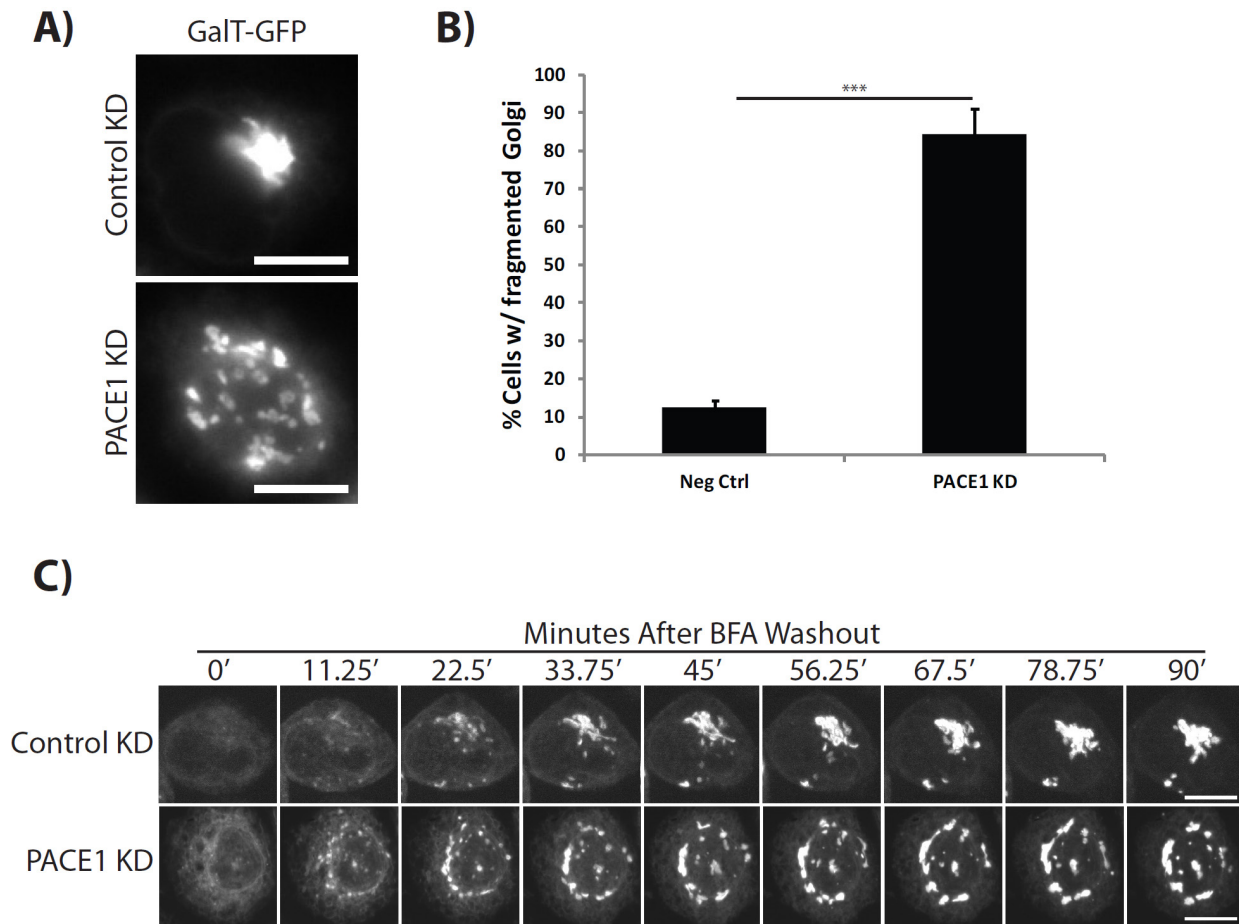 A)
GalT-GFP
Control KD
PACE1 KD
B)
% Cells w/ fragmented Golgi
100
90
80
70
60
50
40
30
20
10
0
***
Neg Ctrl
PACE1 KD
C)
Minutes After BFA Washout
0′ 11.25′ 22.5′ 33.75′ 45′ 56.25′ 67.5′ 78.75′ 90′
Control KD
PACE1 KD